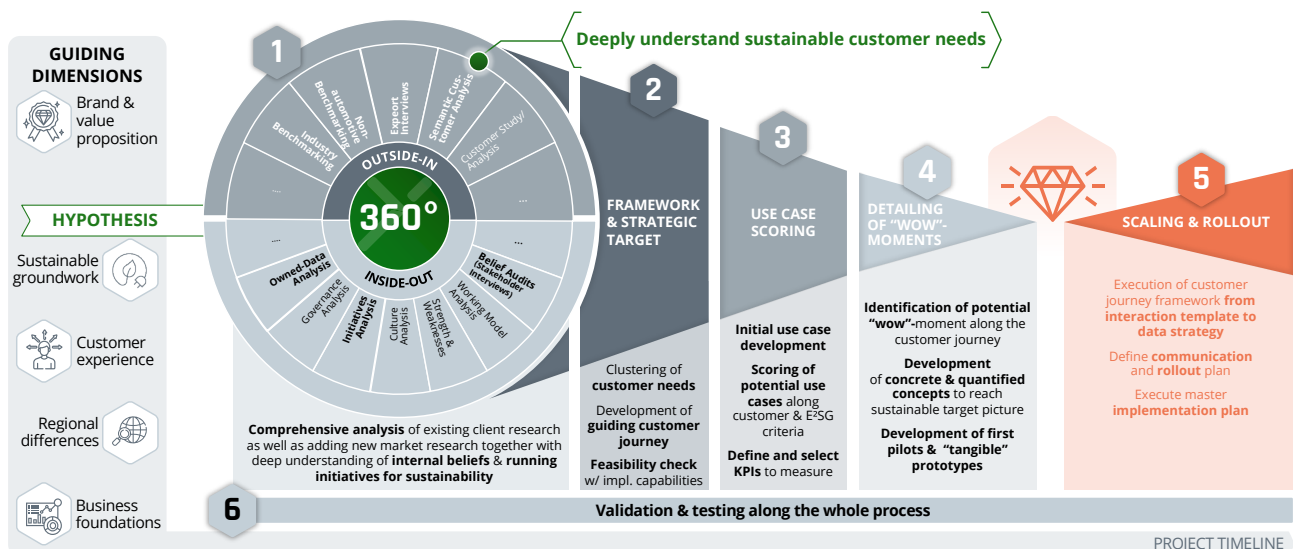 GUIDING
DIMENSIONS
Brand &
value
proposition
HYPOTHESIS
Sustainable
groundwork
Customer
experience
Regional
differences
Business
foundations
1
OUTSIDE-IN
360°
INSIDE-OUT
....
Industry
Benchmarking
Non-
automotive
Benchmarking
Expeort
Interviews
Semantic Cus-
tomer Analysis
Customer Study/
Analysis
...
...
Belief Audits
(Stakeholder
Interviews)
Working Model
Analysis
Strength &
Weaknesses
Culture
Analysis
Initiatives
Analysis
Governance
Analysis
Owned-Data
Analysis
....
Comprehensive analysis of existing client research
as well as adding new market research together with
deep understanding of internal beliefs & running
initiatives for sustainability
Deeply understand sustainable customer needs
2
FRAMEWORK
& STRATEGIC
TARGET
Clustering of
customer needs
Development of
guiding customer
journey
Feasibility check
w/ impl. capabilities
3
USE CASE
SCORING
Initial use case
development
Scoring of
potential use
cases along
customer & E²SG
criteria
Define and select
KPIs to measure
4
DETAILING
OF “WOW”-
MOMENTS
Identification of potential
“wow”-moment along the
customer journey
Development
of concrete & quantified
concepts to reach
sustainable target picture
Development of first
pilots & “tangible”
prototypes
5
SCALING & ROLLOUT
Execution of customer
journey framework from
interaction template to
data strategy
Define communication
and rollout plan
Execute master
implementation plan
6
Validation & testing along the whole process
PROJECT TIMELINE